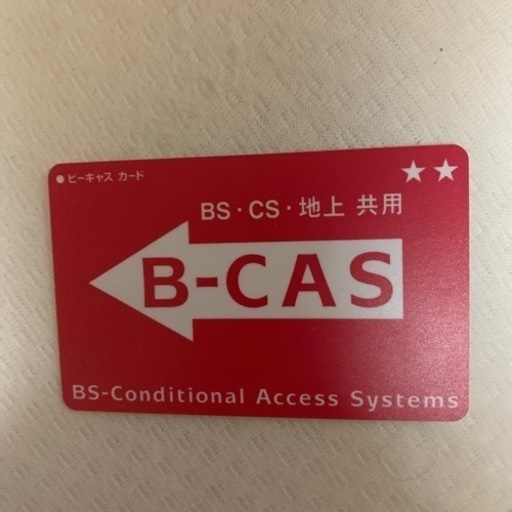 ●ビーキャス カード
★★
BS・CS・地上 共用
B-CAS
BS-Conditional Access Systems